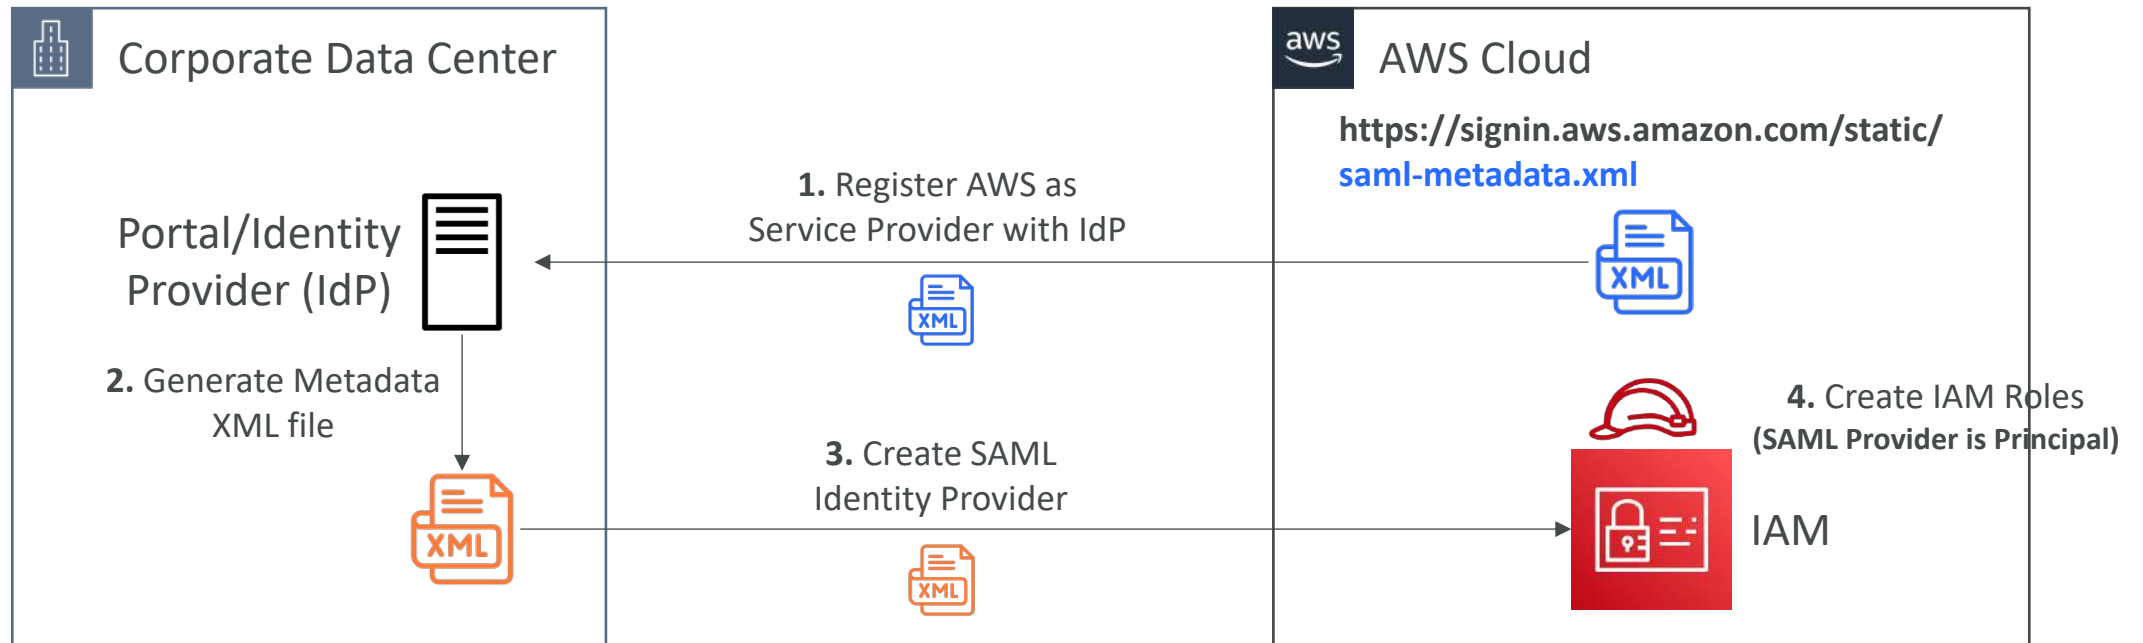 Corporate Data Center
aws
AWS Cloud
https://signin.aws.amazon.com/static/
saml-metadata.xml
1. Register AWS as
Service Provider with IdP
Portal/Identity
Provider (IdP)
XML
XML
2. Generate Metadata
XML file
4. Create IAM Roles
(SAML Provider is Principal)
3. Create SAML
Identity Provider
XML
IAM
XML